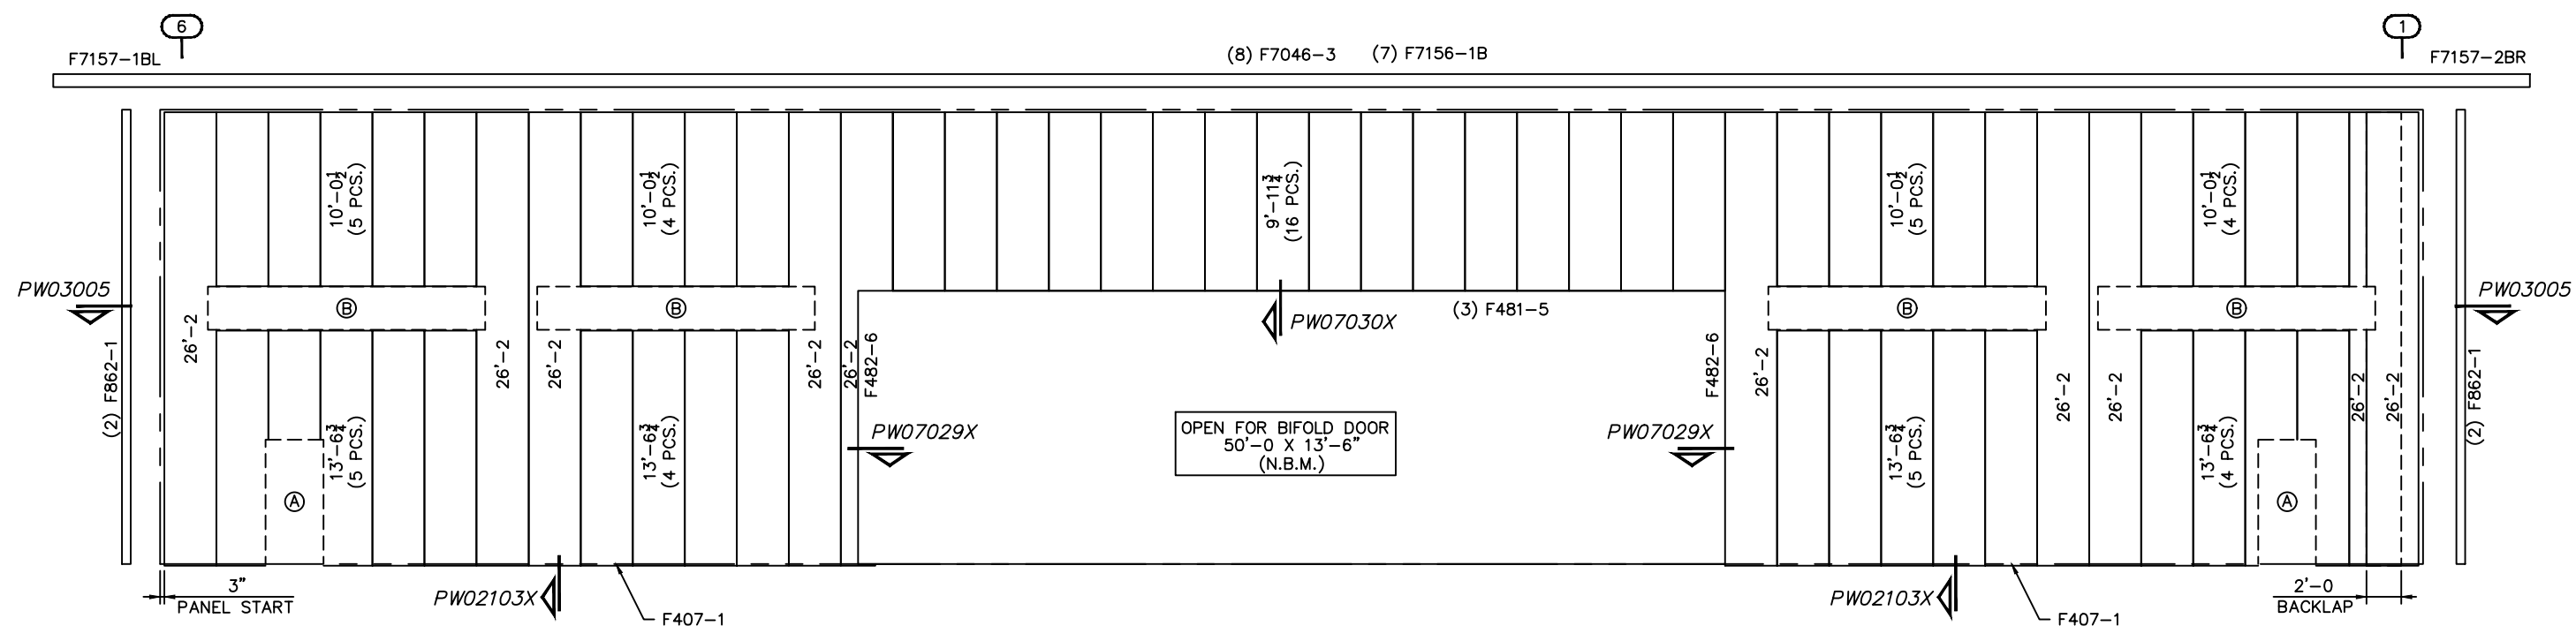 6
1
F7157-1BL
(8) F7046-3 (7) F7156-1B
F7157-2BR
10'-0½
(5 PCS.)
10'-0½
(4 PCS.)
9'-11¾
(16 PCS.)
10'-0½
(5 PCS.)
10'-0½
(4 PCS.)
PW03005
B
B
B
B
PW03005
(3) F481-5
PW07030X
(2) F862-1
26'-2
26'-2
26'-2
26'-2
26'-2
F482-6
F482-6
26'-2
26'-2
26'-2
26'-2
26'-2
(2) F862-1
13'-6¾
(5 PCS.)
13'-6¾
(4 PCS.)
PW07029X
OPEN FOR BIFOLD DOOR
50'-0 X 13'-6"
(N.B.M.)
PW07029X
13'-6¾
(5 PCS.)
13'-6¾
(4 PCS.)
A
A
3"
PANEL START
PW02103X
F407-1
PW02103X
F407-1
2'-0
BACKLAP